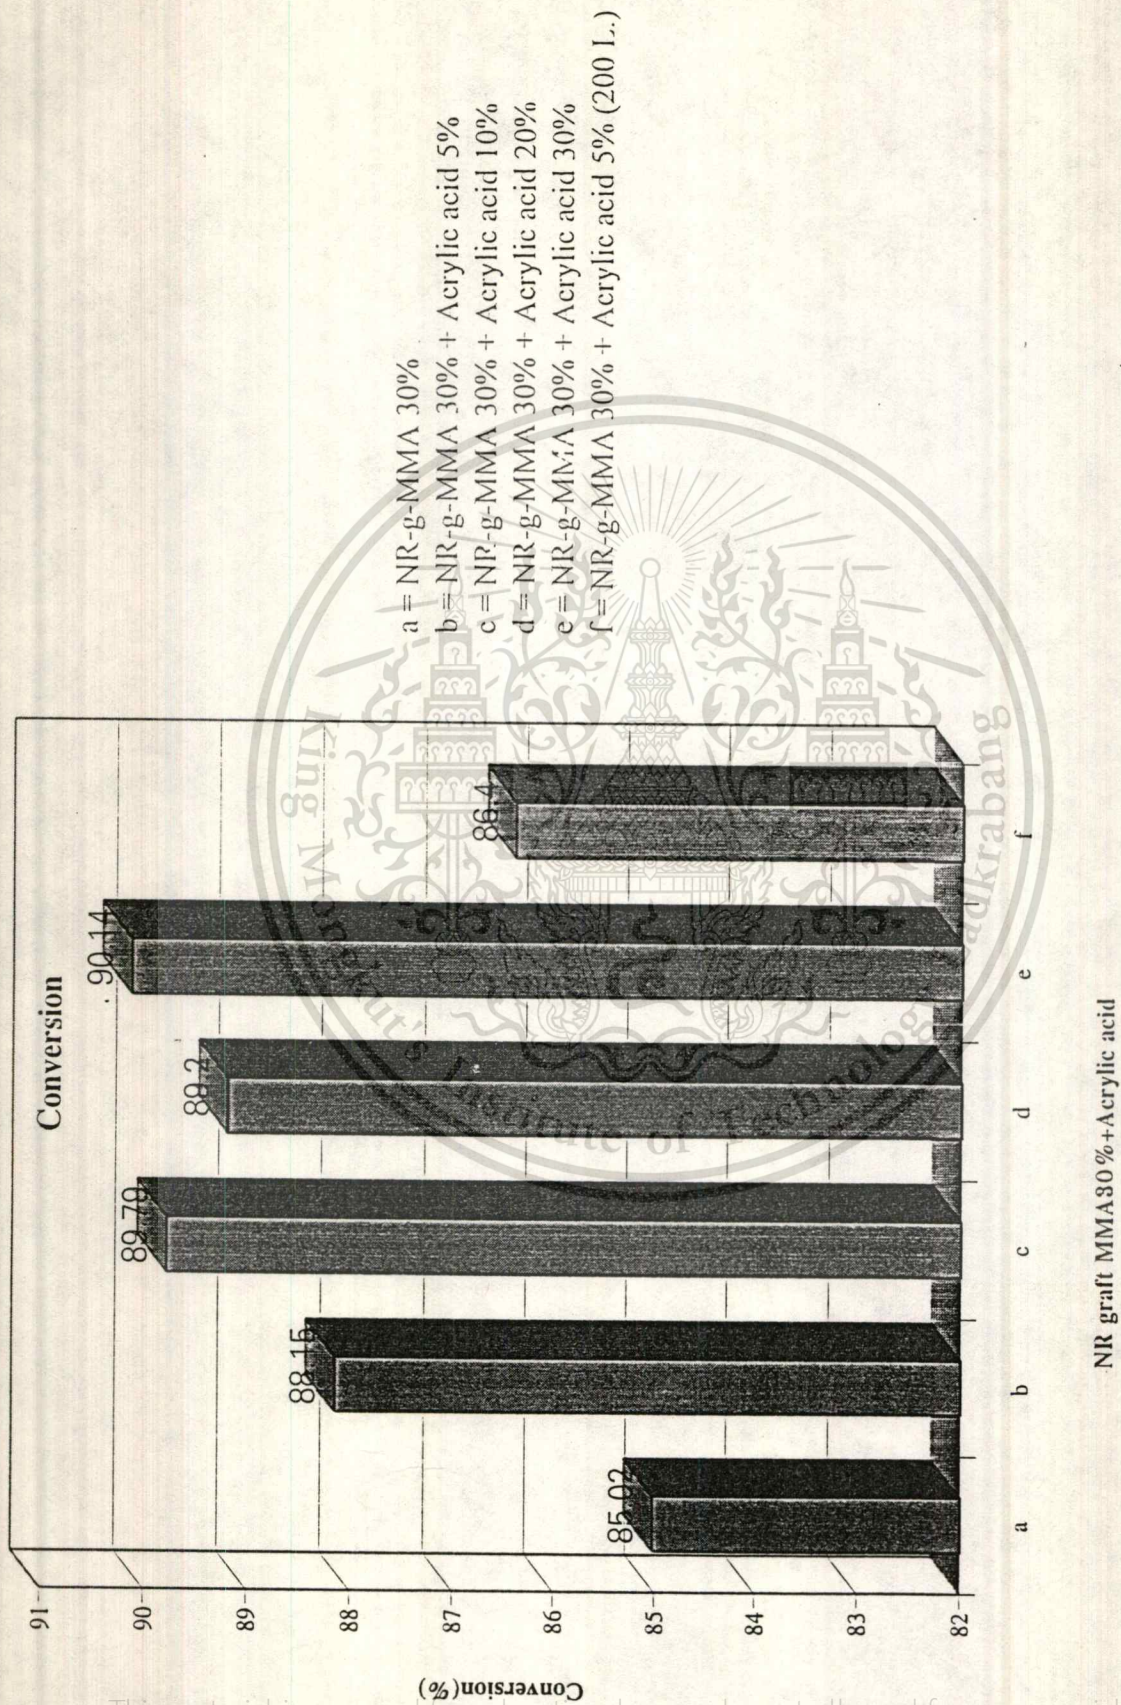 Conversion
Conversion(%)
91
90
89
88
87
86
85
84
83
82
85.02
88.15
89.79
89.2
90.14
86.4
a
b
c
d
e
f
NR graft MMA30%+Acrylic acid
a = NR-g-MMA 30%
b = NR-g-MMA 30% + Acrylic acid 5%
c = NR-g-MMA 30% + Acrylic acid 10%
d = NR-g-MMA 30% + Acrylic acid 20%
e = NR-g-MMA 30% + Acrylic acid 30%
f = NR-g-MMA 30% + Acrylic acid 5% (200 L.)
King Mongkut's Institute of Technology Ladkrabang